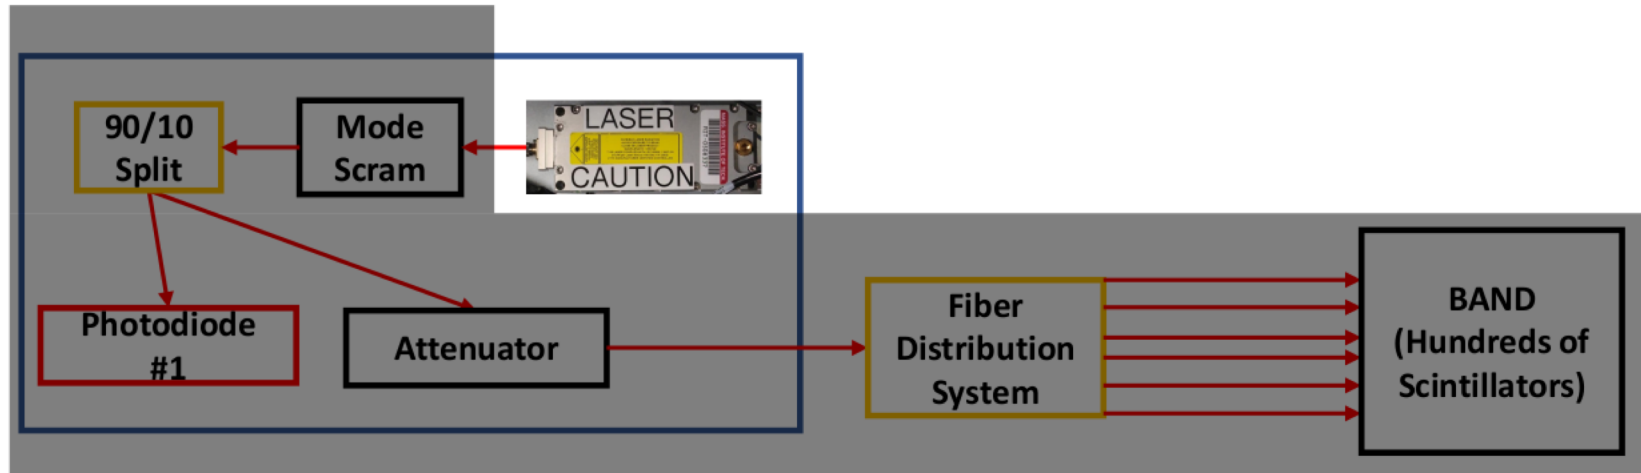 90/10
Split
Mode
Scram
LASER
CAUTION
Photodiode
#1
Attenuator
Fiber
Distribution
System
BAND
(Hundreds of
Scintillators)